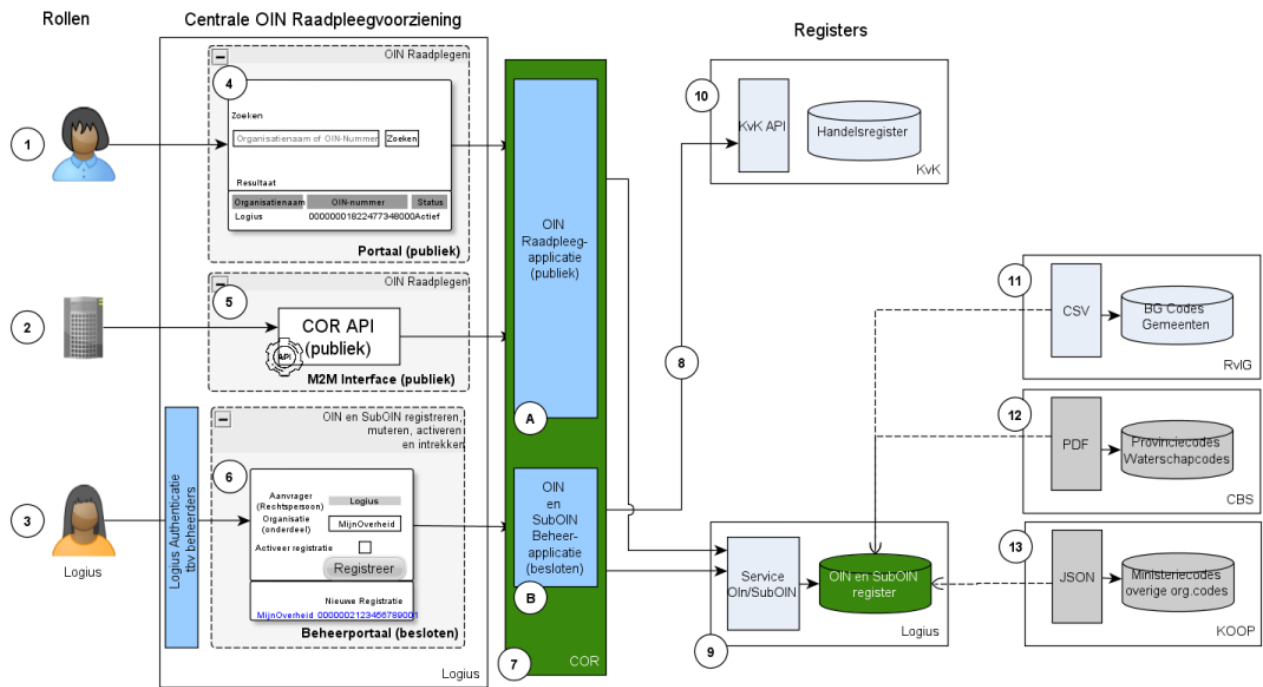 Rollen
Centrale OIN Raadpleegvoorziening
Registers
OIN Raadplegen
4
Zoeken
Organisatienaam of OIN-Nummer
Zoeken
Resultaat
Organisatienaam
OIN-nummer
Status
Logius
00000001822477348000
Actief
Portaal (publiek)
1
OIN Raadplegen
5
COR API
(publiek)
API
M2M Interface (publiek)
2
Logius Authenticatie
tbv beheerders
OIN en SubOIN registreren,
muteren, activeren
en intrekken
6
Aanvrager
(Rechtspersoon)
Logius
Organisatie
(onderdeel)
MijnOverheid
Activeer registratie
Registreer
Nieuwe Registratie
MijnOverheid 0000002123456789001
Beheerportaal (besloten)
Logius
3
Logius
OIN
Raadpleeg-
applicatie
(publiek)
A
OIN
en
SubOIN
Beheer-
applicatie
(besloten)
B
7
COR
8
10
KvK API
Handelsregister
KvK
11
CSV
BG Codes
Gemeenten
RvIG
12
PDF
Provinciecodes
Waterschapcodes
CBS
13
JSON
Ministeriecodes
overige org.codes
KOOP
Service
OIn/SubOIN
OIN en SubOIN
register
Logius
9